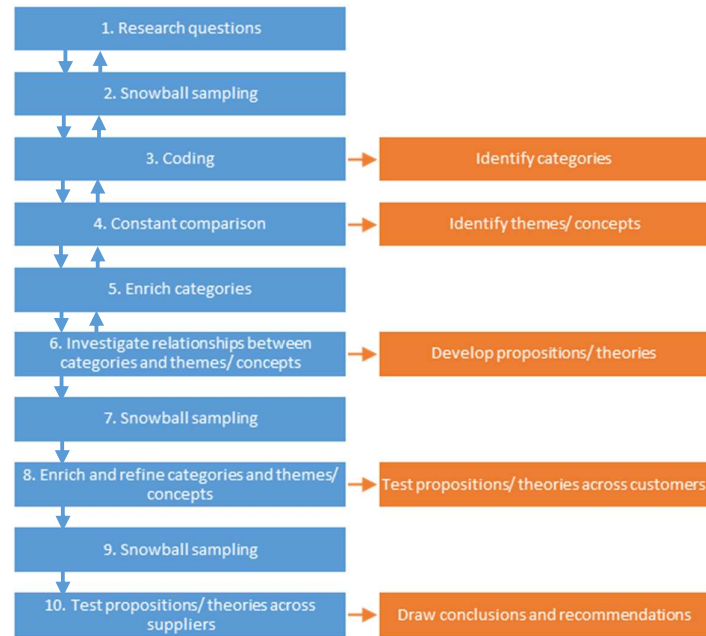 1. Research questions
2. Snowball sampling
3. Coding
Identify categories
4. Constant comparison
Identify themes/ concepts
5. Enrich categories
6. Investigate relationships between
categories and themes/ concepts
Develop propositions/ theories
7. Snowball sampling
8. Enrich and refine categories and themes/
concepts
Test propositions/ theories across customers
9. Snowball sampling
10. Test propositions/ theories across
suppliers
Draw conclusions and recommendations